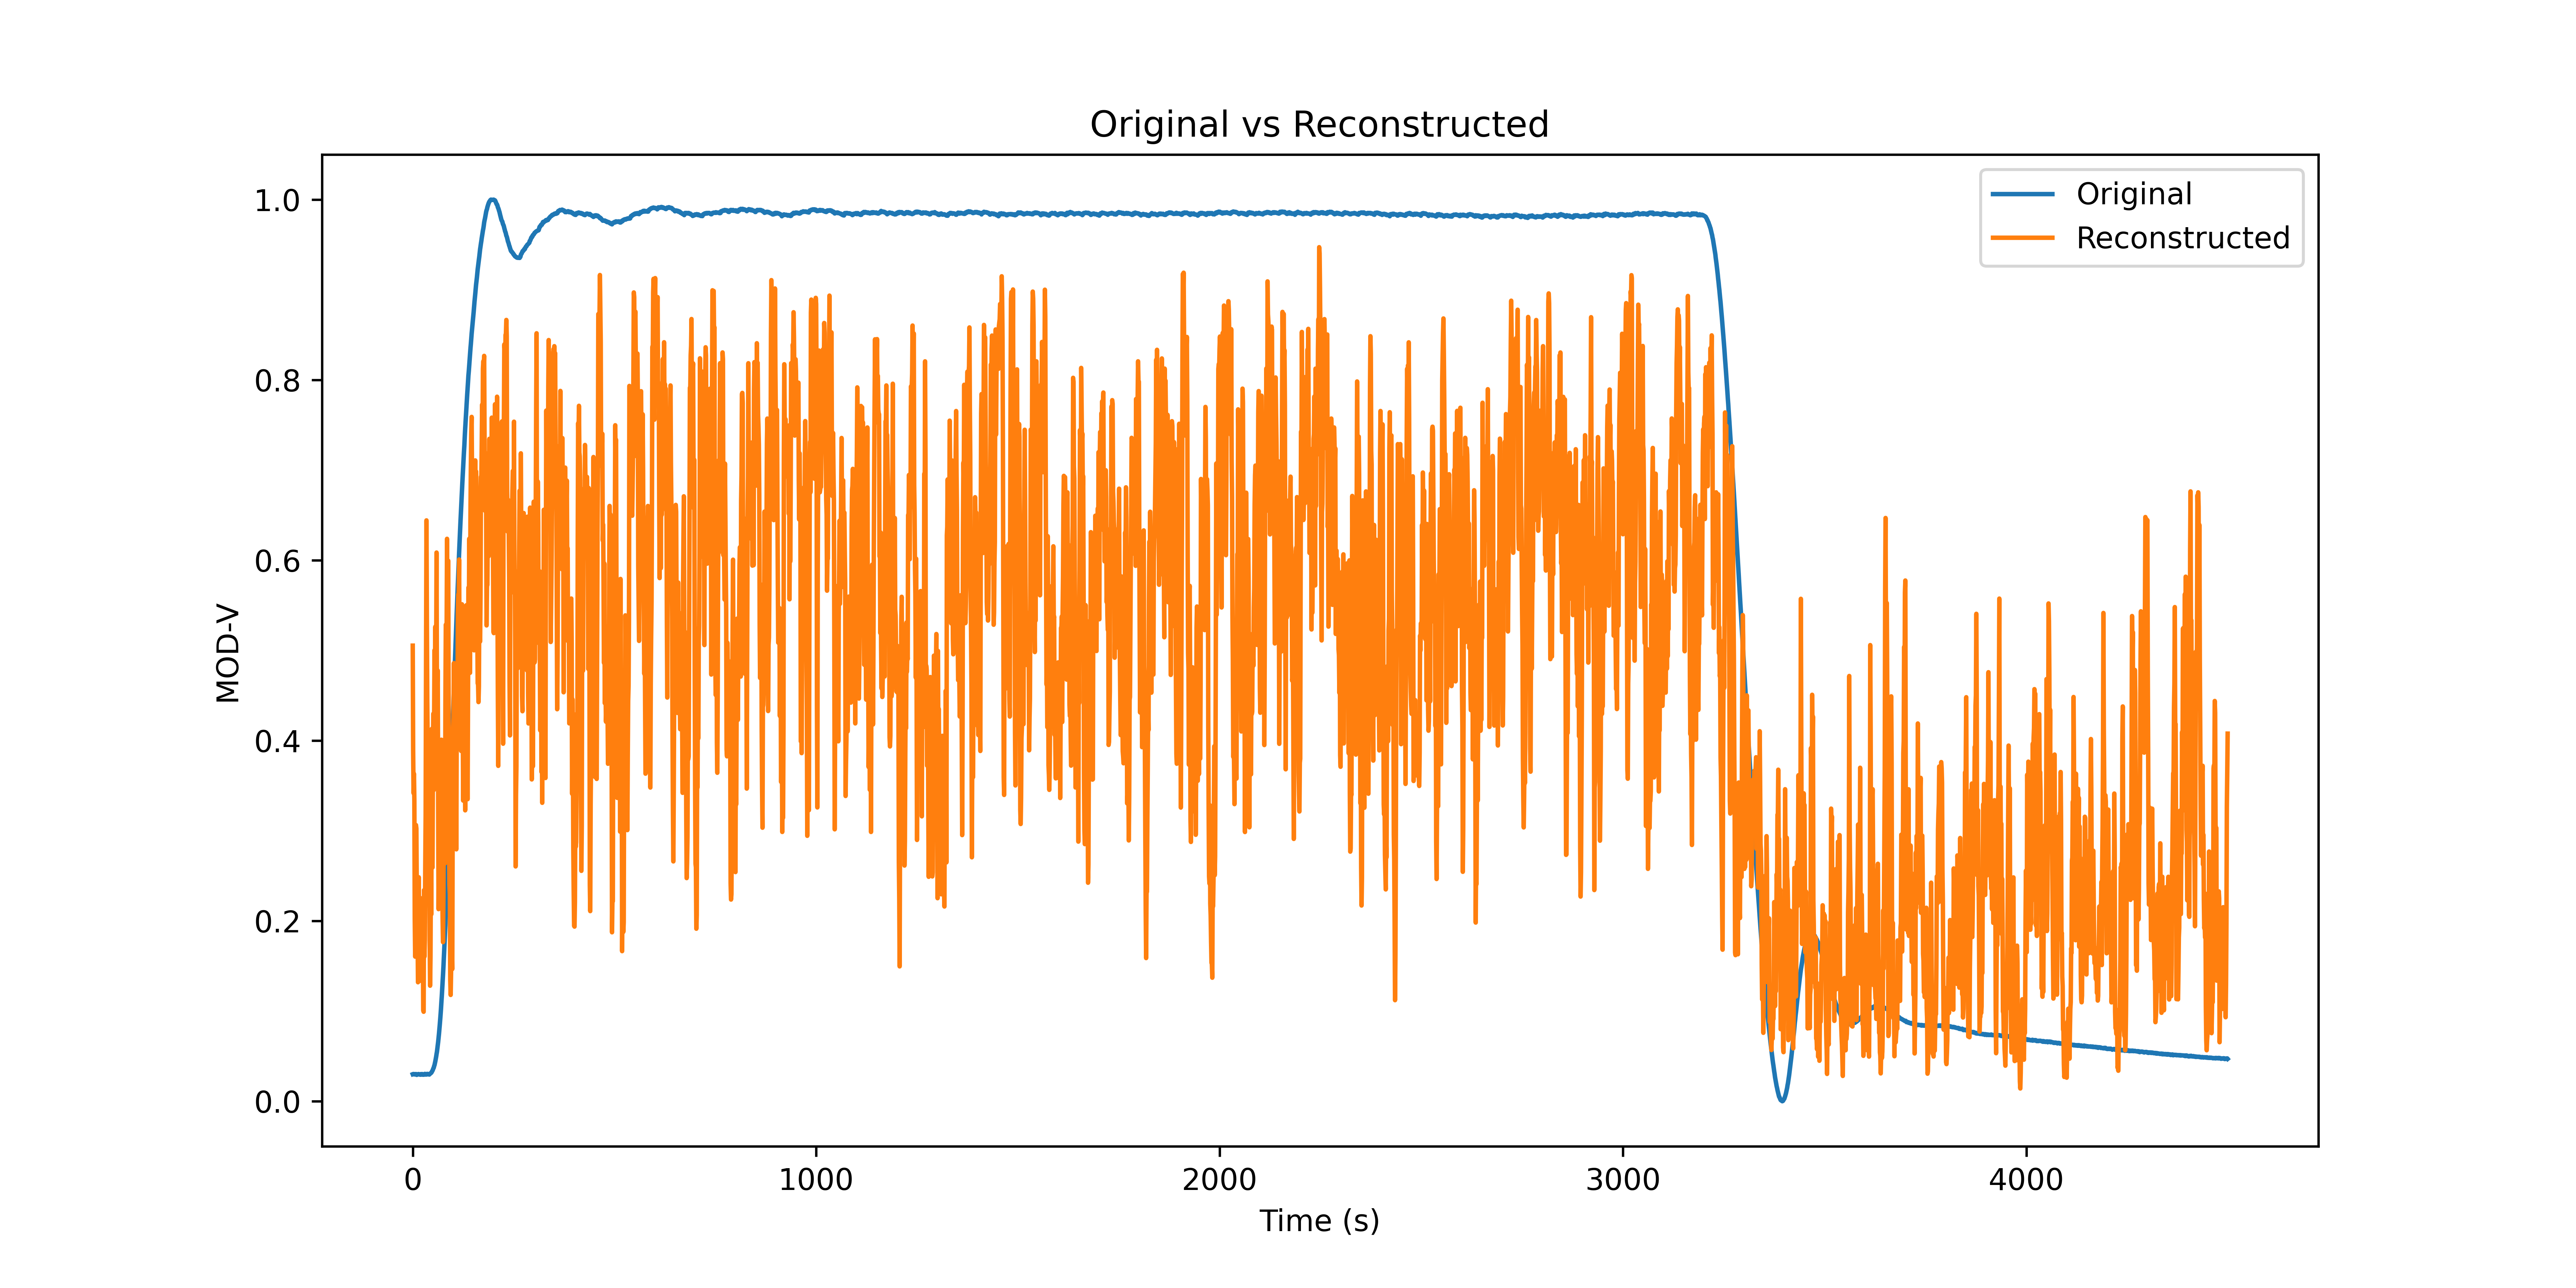 Original vs Reconstructed
Original
Reconstructed
MOD-V
1.0
0.8
0.6
0.4
0.2
0.0
0 1000 2000 3000 4000
Time (s)